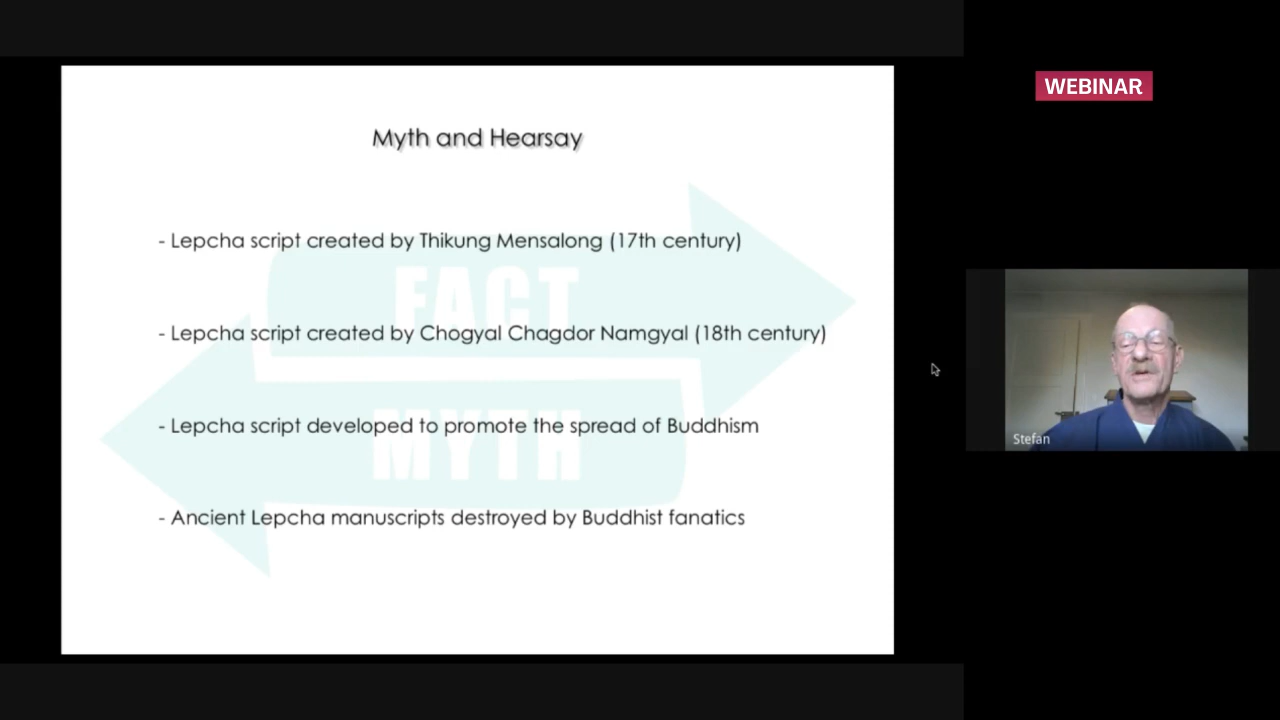 WEBINAR
Myth and Hearsay
- Lepcha script created by Thikung Mensalong (17th century)
FACT
- Lepcha script created by Chogyal Chagdor Namgyal (18th century)
- Lepcha script developed to promote the spread of Buddhism
MYTH
- Ancient Lepcha manuscripts destroyed by Buddhist fanatics
Stefan